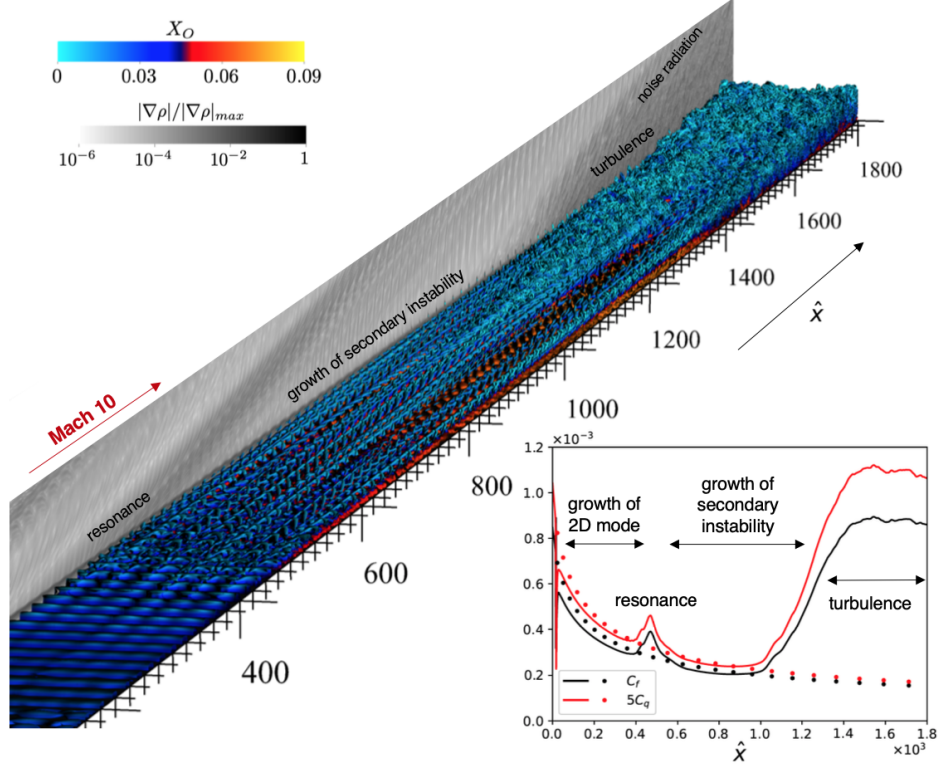 X_O
0 0.03 0.06 0.09
|∇ρ|/|∇ρ|_max
10^-6 10^-4 10^-2 1
noise radiation
turbulence
growth of secondary instability
Mach 10
resonance
1800
1600
1400
x̂
1200
1000
800
600
400
×10^-3
1.2
1.0
0.8
0.6
0.4
0.2
0.0
growth of
2D mode
growth of
secondary
instability
resonance
turbulence
C_f
5C_q
0.0 0.2 0.4 0.6 0.8 1.0 1.2 1.4 1.6 1.8
x̂
×10^3